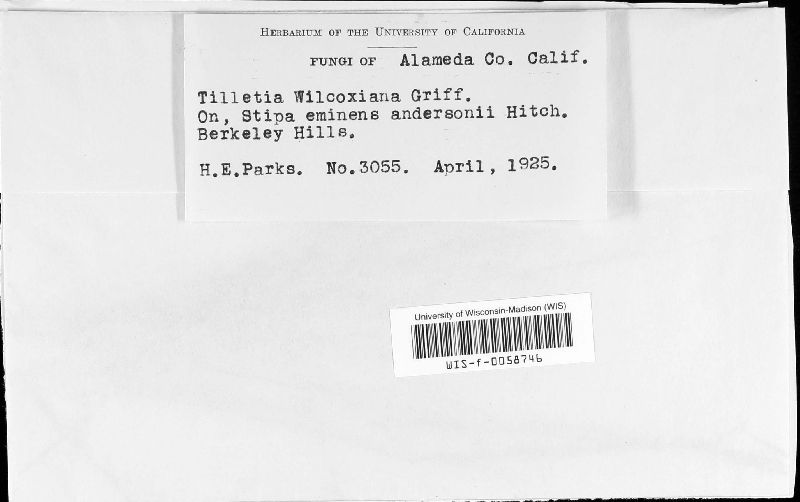 HERBARIUM OF THE UNIVERSITY OF CALIFORNIA
FUNGI OF Alameda Co. Calif.
Tilletia Wilcoxiana Griff.
On, Stipa eminens andersonii Hitch.
Berkeley Hills.
H.E.Parks. No.3055. April, 1925.
University of Wisconsin-Madison (WIS)
WIS-f-0058746